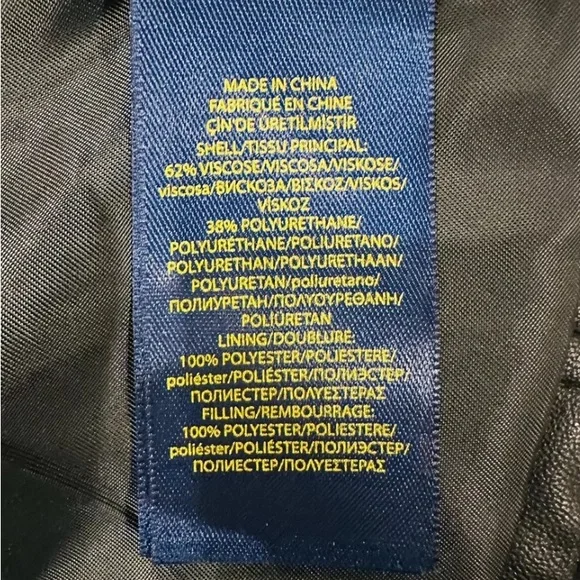 MADE IN CHINA
FABRIQUÉ EN CHINE
ÇİN'DE ÜRETİLMİŞTİR
SHELL/TISSU PRINCIPAL:
62% VISCOSE/VISCOSA/VISKOSE/
viscosa/ВИСКОЗА/ΒΙΣΚΟΖ/VISKOS/
VİSKOZ
38% POLYURETHANE/
POLYURÉTHANE/POLIURETANO/
POLYURETHAN/POLYURETHAAN/
POLYURETAN/poliuretano/
ПОЛИУРЕТАН/ΠΟΛΥΟΥΡΕΘΑΝΗ/
POLİÜRETAN
LINING/DOUBLURE:
100% POLYESTER/POLIESTERE/
poliéster/POLIÉSTER/ПОЛИЭСТЕР/
ПОЛИЕСТЕР/ΠΟΛΥΕΣΤΕΡΑΣ
FILLING/REMBOURRAGE:
100% POLYESTER/POLIESTERE/
poliéster/POLIÉSTER/ПОЛИЭСТЕР/
ПОЛИЕСТЕР/ΠΟΛΥΕΣΤΕΡΑΣ